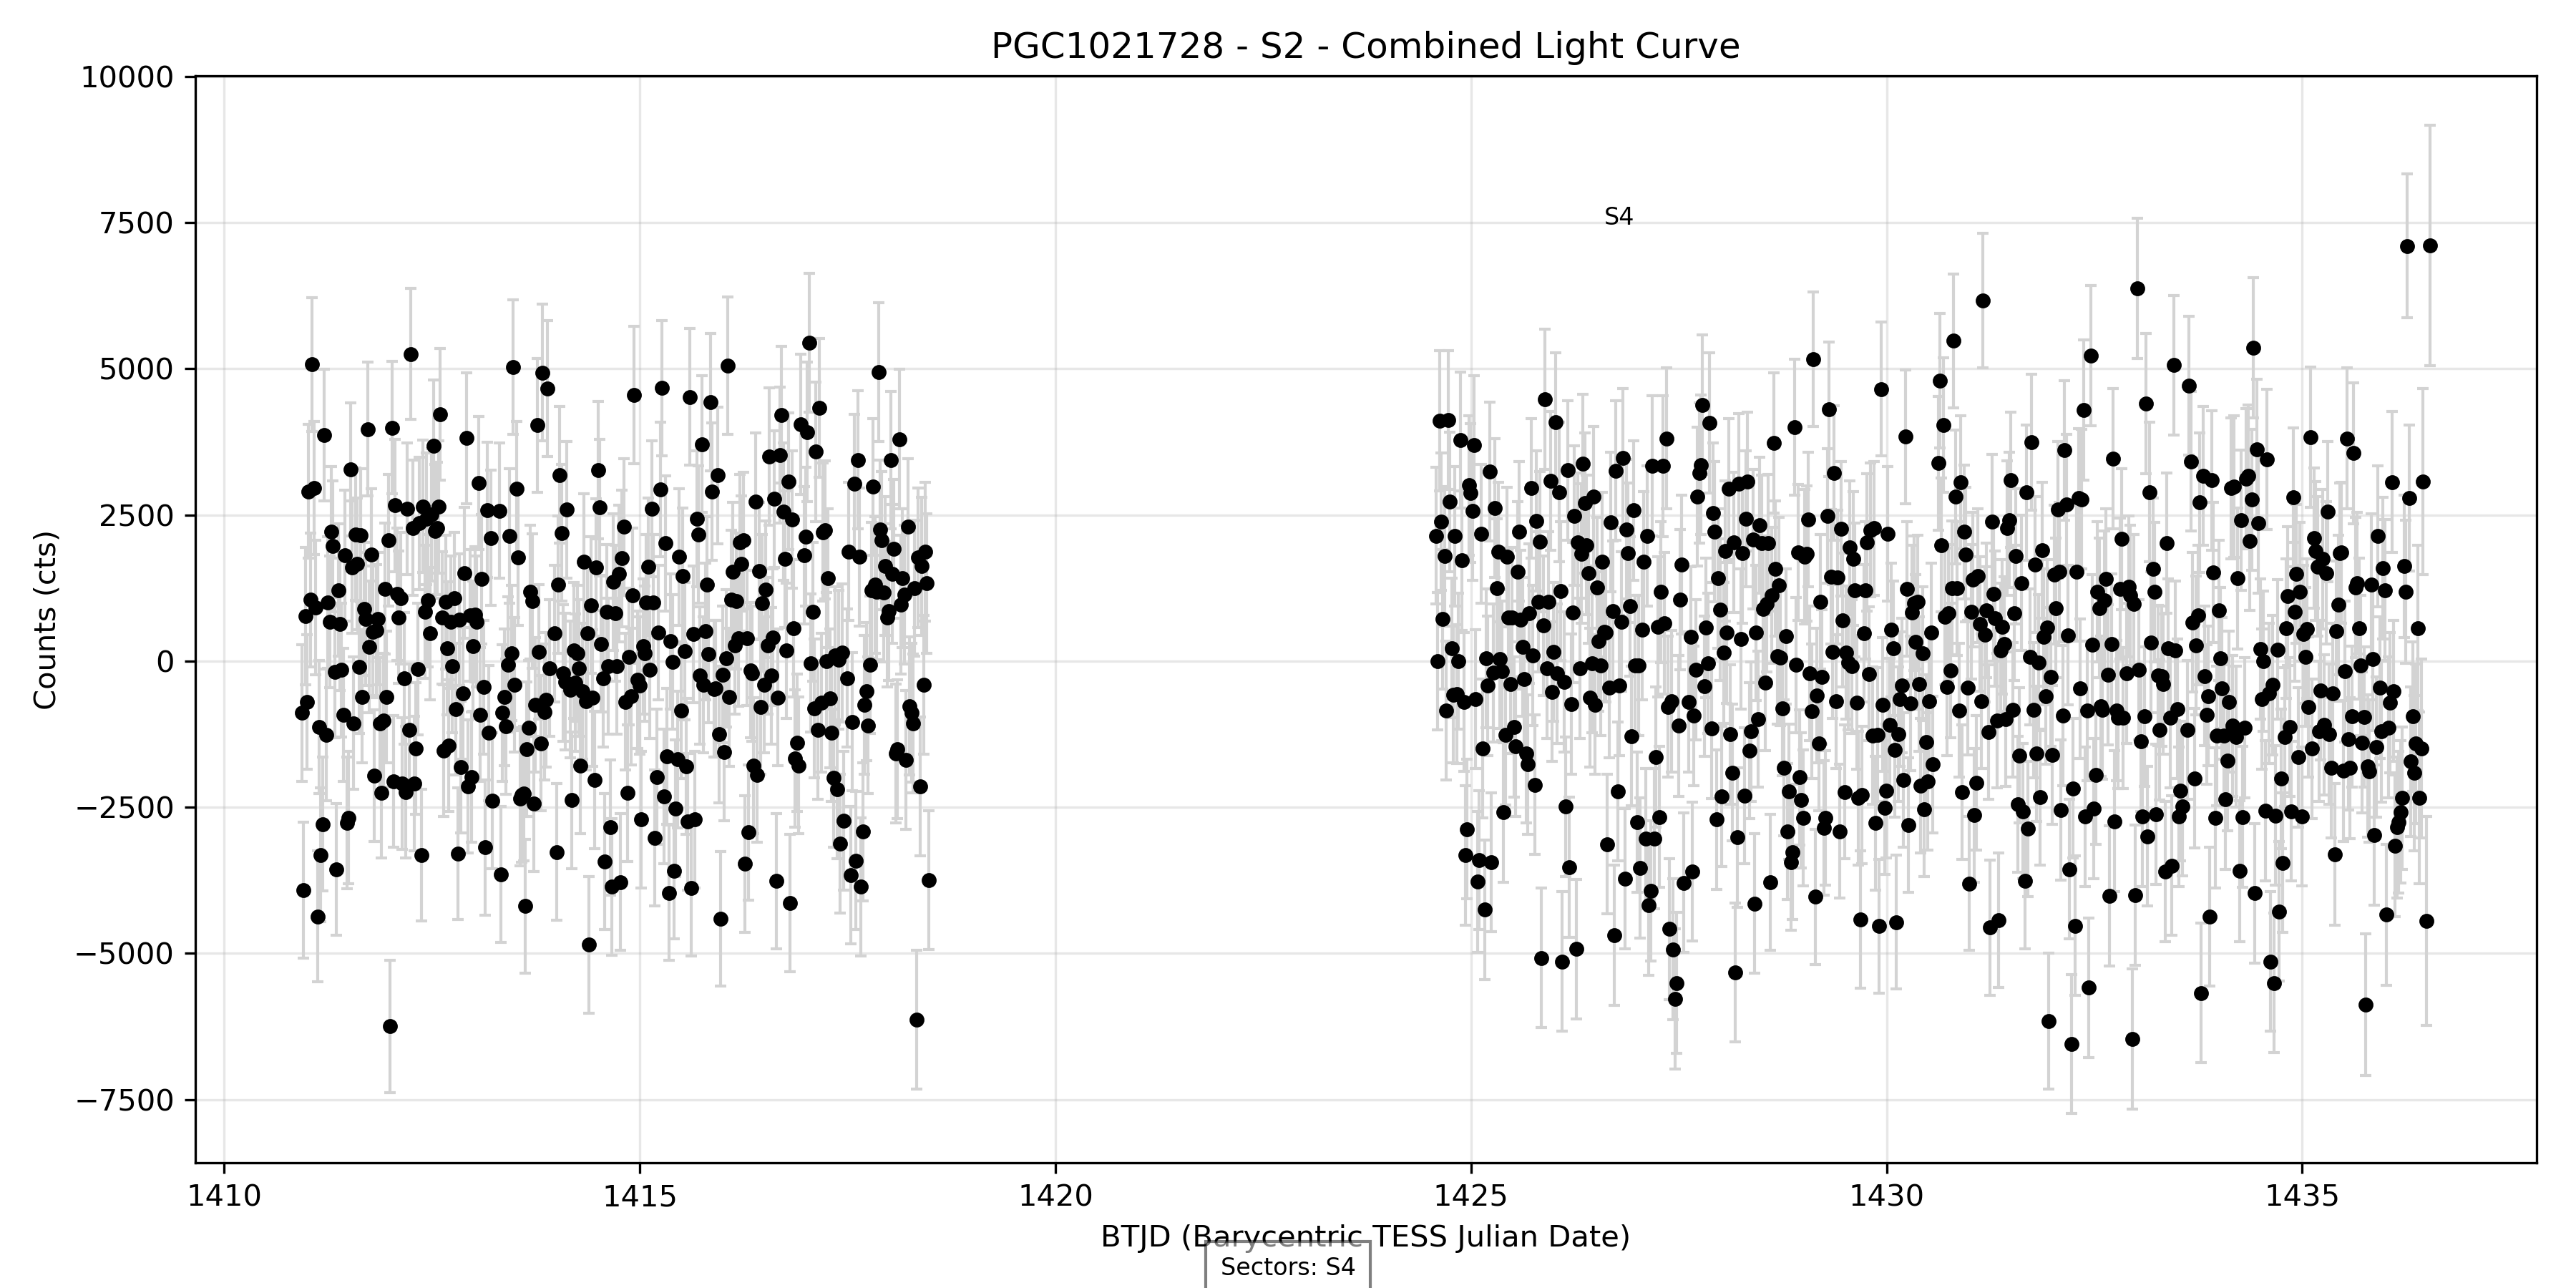 PGC1021728 - S2 - Combined Light Curve
10000
7500
5000
2500
0
−2500
−5000
−7500
Counts (cts)
S4
1410
1415
1420
1425
1430
1435
BTJD (Barycentric TESS Julian Date)
Sectors: S4